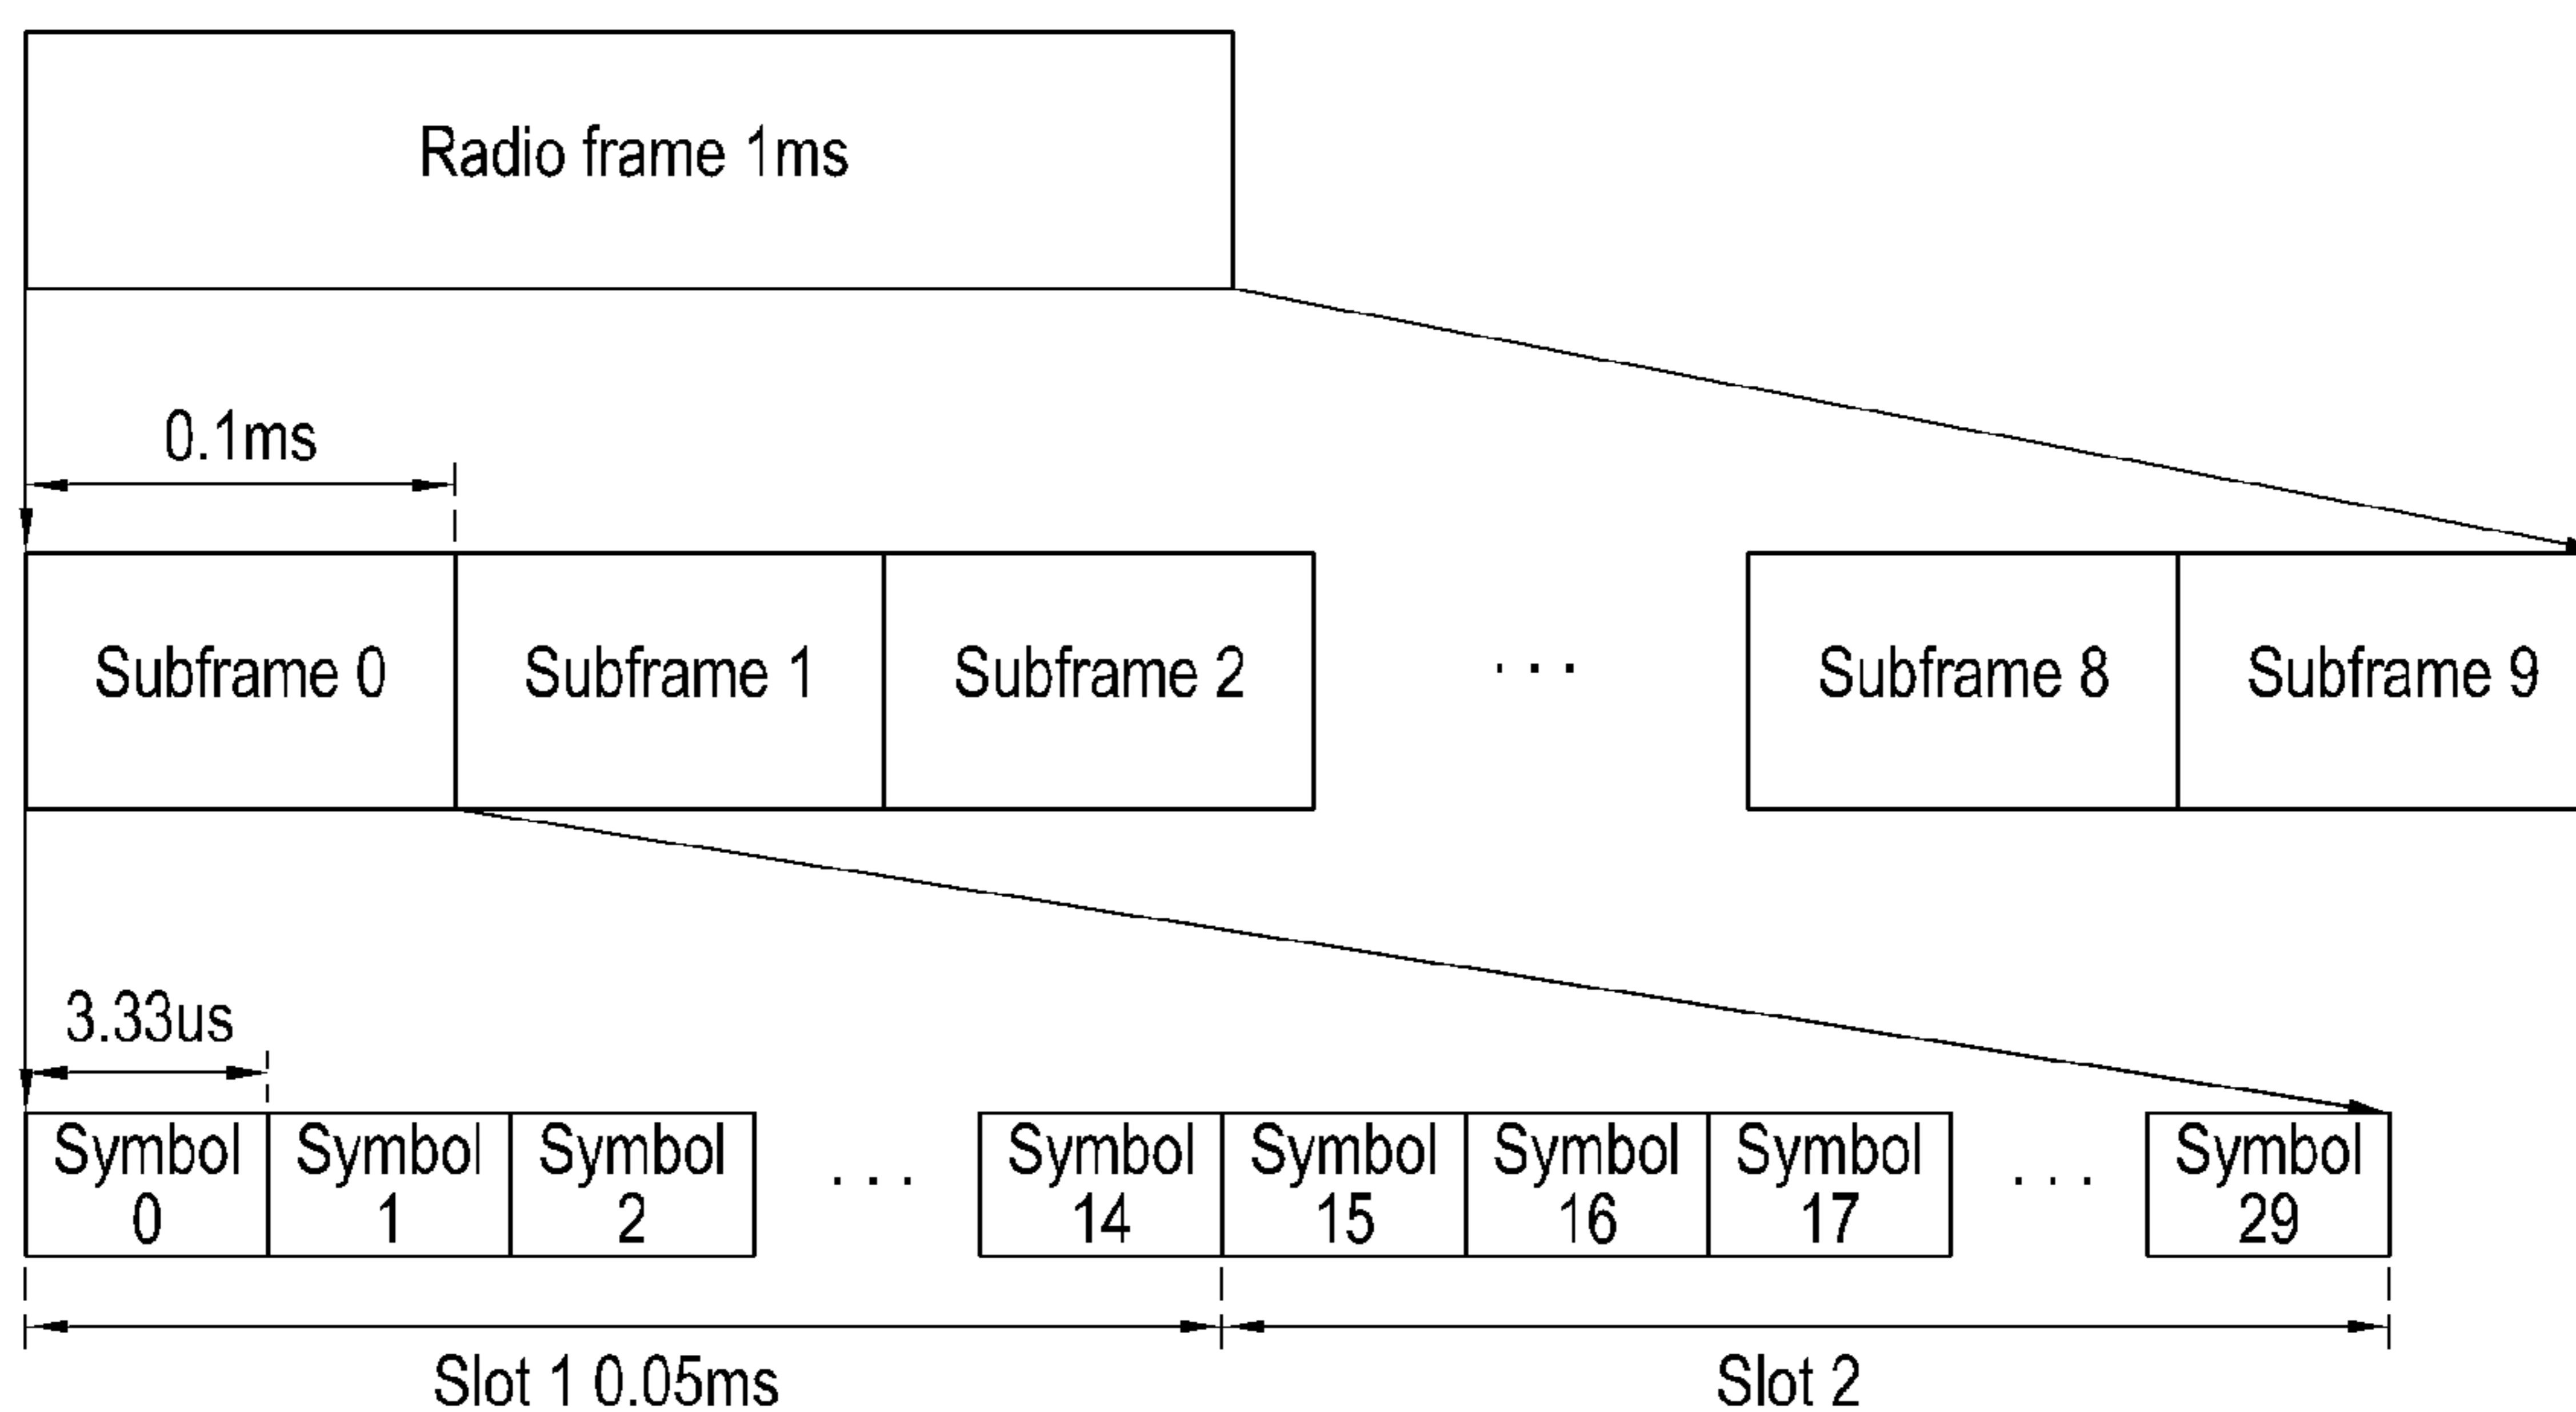 Radio frame 1ms
0.1ms
Subframe 0
Subframe 1
Subframe 2
. . .
Subframe 8
Subframe 9
3.33us
Symbol
0
Symbol
1
Symbol
2
. . .
Symbol
14
Symbol
15
Symbol
16
Symbol
17
. . .
Symbol
29
Slot 1 0.05ms
Slot 2